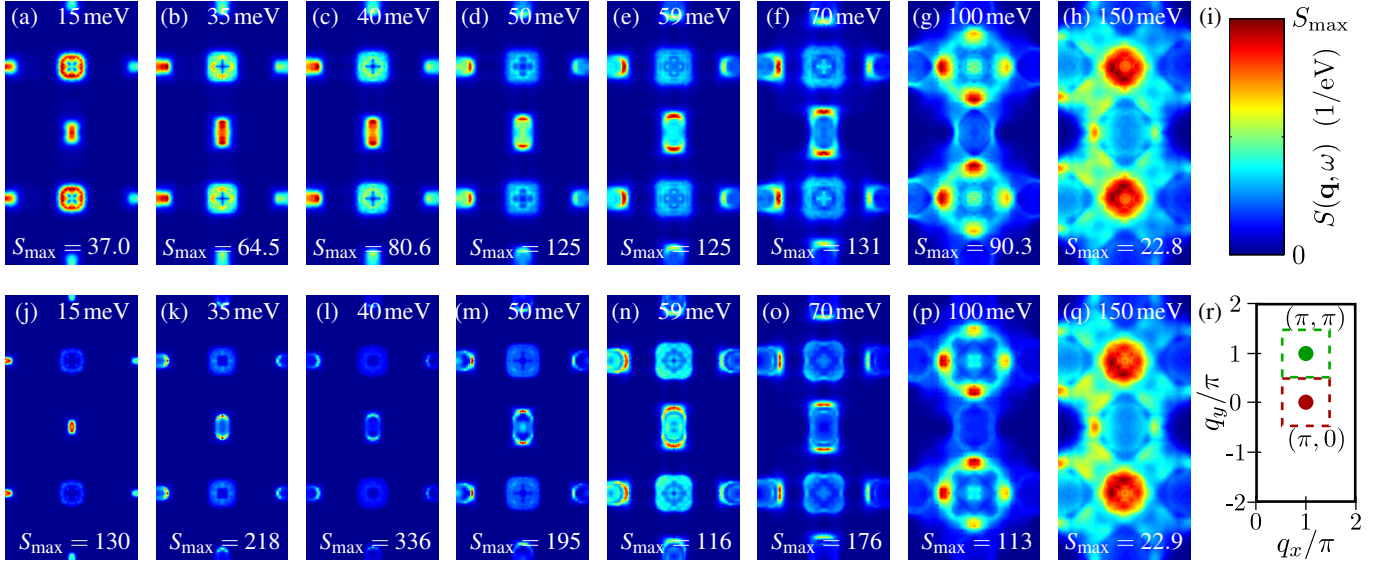 (a) 15 meV
(b) 35 meV
(c) 40 meV
(d) 50 meV
(e) 59 meV
(f) 70 meV
(g) 100 meV
(h) 150 meV
(i)
S_max
0
S(q, ω) (1/eV)
S_max = 37.0
S_max = 64.5
S_max = 80.6
S_max = 125
S_max = 125
S_max = 131
S_max = 90.3
S_max = 22.8
(j) 15 meV
(k) 35 meV
(l) 40 meV
(m) 50 meV
(n) 59 meV
(o) 70 meV
(p) 100 meV
(q) 150 meV
(r)
S_max = 130
S_max = 218
S_max = 336
S_max = 195
S_max = 116
S_max = 176
S_max = 113
S_max = 22.9
2
1
0
-1
-2
q_y/π
(π, π)
(π, 0)
0 1 2
q_x/π